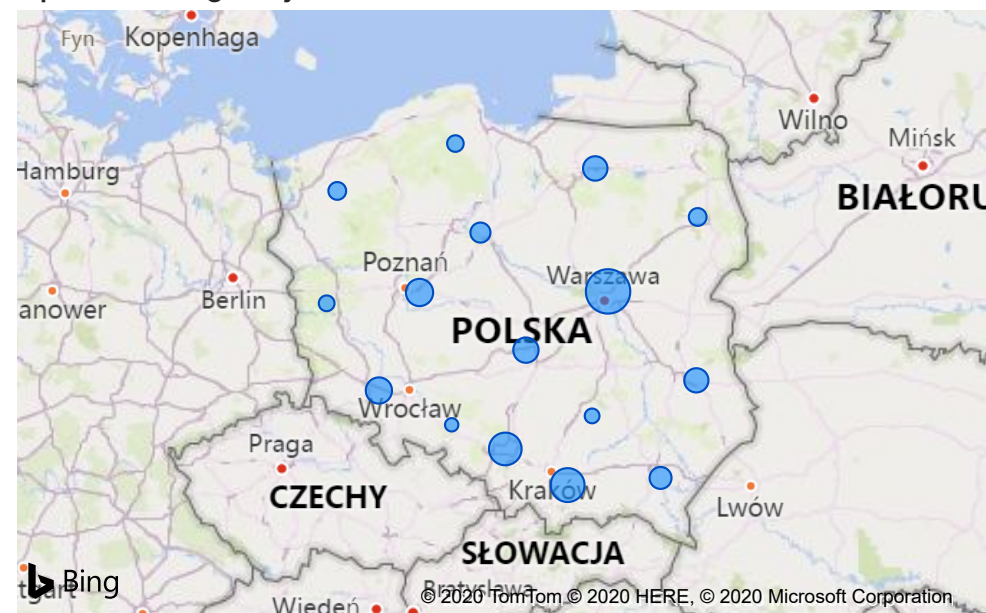 Kopenhaga
Fyn
Wilno
Mińsk
Hamburg
BIAŁORU
Poznań
Warszawa
Berlin
anower
POLSKA
Wrocław
Praga
CZECHY
Kraków
Lwów
SŁOWACJA
Bing
Bratysława
© 2020 TomTom © 2020 HERE, © 2020 Microsoft Corporation
Wiedeń